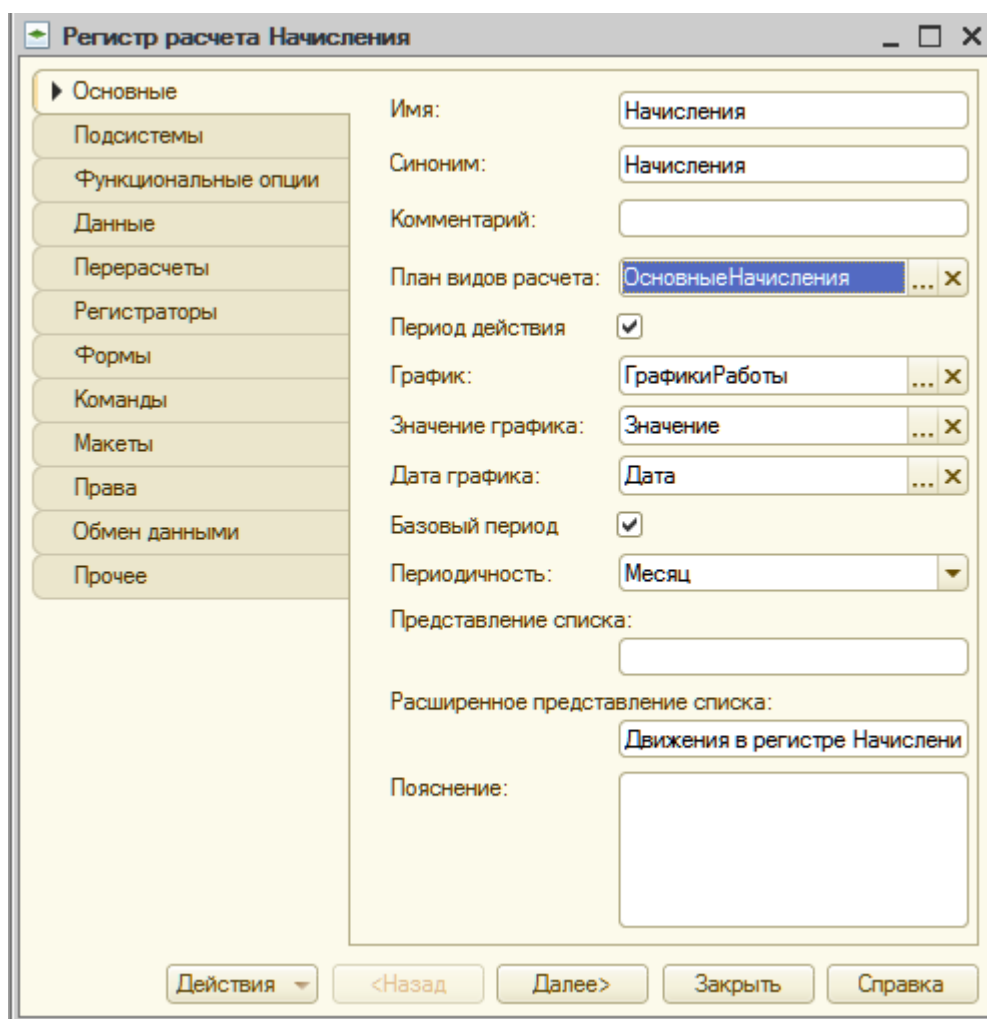 Регистр расчета Начисления
Основные
Подсистемы
Функциональные опции
Данные
Перерасчеты
Регистраторы
Формы
Команды
Макеты
Права
Обмен данными
Прочее
Имя: Начисления
Синоним: Начисления
Комментарий:
План видов расчета: ОсновныеНачисления ...
Период действия
График: ГрафикиРаботы ...
Значение графика: Значение ...
Дата графика: Дата ...
Базовый период
Периодичность: Месяц
Представление списка:
Расширенное представление списка:
Движения в регистре Начислени
Пояснение:
Действия <Назад Далее> Закрыть Справка